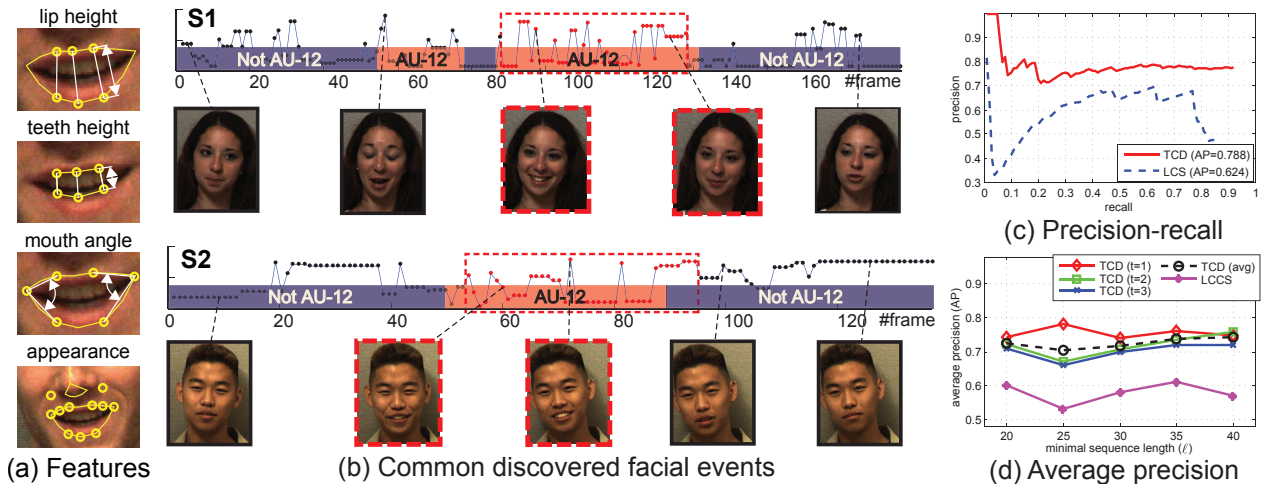 lip height
teeth height
mouth angle
appearance
(a) Features
S1
Not AU-12 AU-12 AU-12 Not AU-12
0 20 40 60 80 100 120 140 160
#frame
S2
Not AU-12 AU-12 Not AU-12
0 20 40 60 80 100 120
#frame
(b) Common discovered facial events
0.9
0.8
0.7
0.6
0.5
0.4
0.3
precision
TCD (AP=0.788)
LCS (AP=0.624)
0 0.1 0.2 0.3 0.4 0.5 0.6 0.7 0.8 0.9 1
recall
(c) Precision-recall
TCD (t=1)
TCD (t=2)
TCD (t=3)
TCD (avg)
LCCS
0.9
0.8
0.7
0.6
0.5
average precision (AP)
20 25 30 35 40
minimal sequence length (ℓ)
(d) Average precision